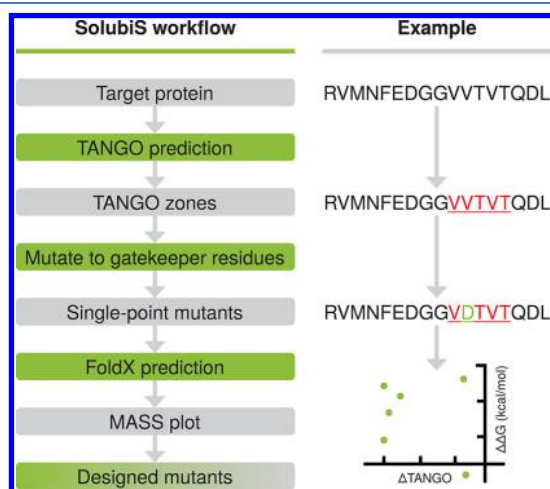 SolubiS workflow
Example
Target protein
RVMNFEDGGVVTVTQDL
TANGO prediction
TANGO zones
RVMNFEDGGVVTVTQDL
Mutate to gatekeeper residues
Single-point mutants
RVMNFEDGGVDTVTQDL
FoldX prediction
MASS plot
ΔΔG (kcal/mol)
Designed mutants
ΔTANGO